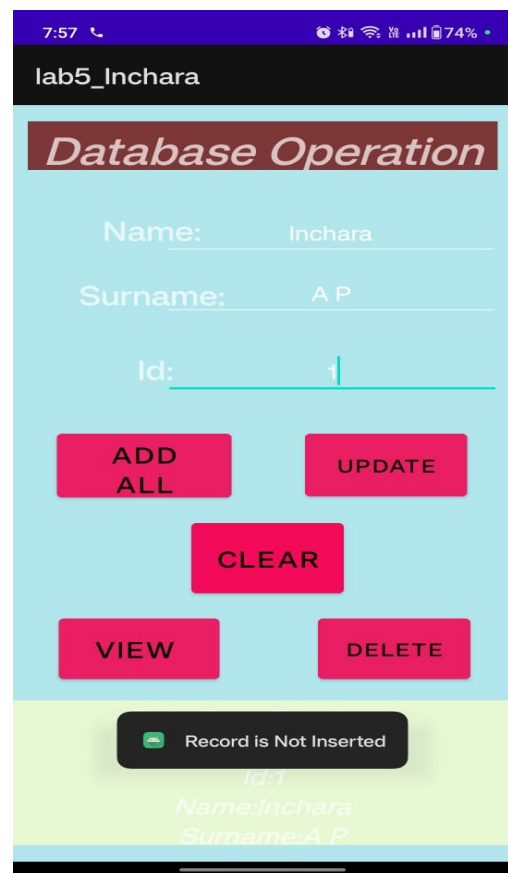 7:57 74%
lab5_Inchara
Database Operation
Name: Inchara
Surname: A P
Id: 1
ADD ALL UPDATE
CLEAR
VIEW DELETE
Record is Not Inserted
Id:1
Name:Inchara
Surname:A P